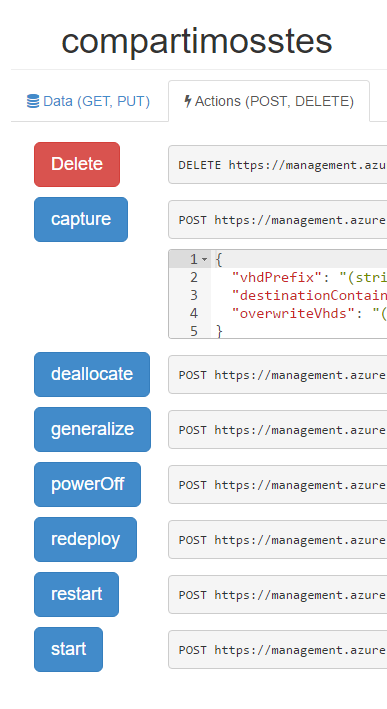 compartimosstes
Data (GET, PUT)
Actions (POST, DELETE)
Delete
DELETE https://management.azu
capture
POST https://management.azure
1 {
2 "vhdPrefix": "(stri
3 "destinationContain
4 "overwriteVhds": "(
5 }
deallocate
POST https://management.azure
generalize
POST https://management.azure
powerOff
POST https://management.azure
redeploy
POST https://management.azure
restart
POST https://management.azure
start
POST https://management.azure